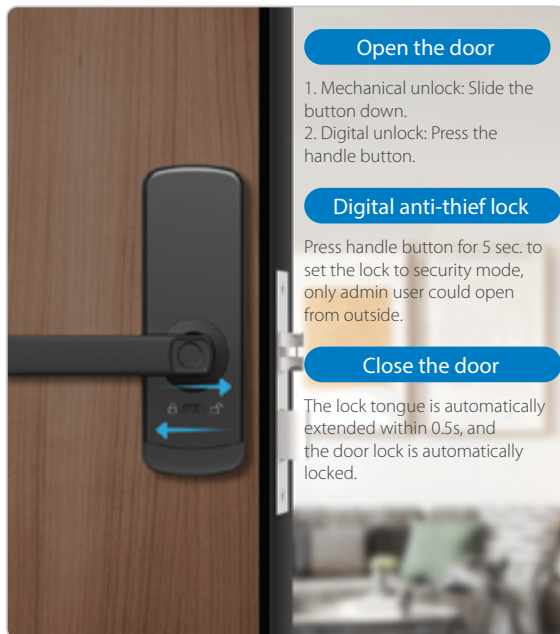 Open the door
1. Mechanical unlock: Slide the
button down.
2. Digital unlock: Press the
handle button.
Digital anti-thief lock
Press handle button for 5 sec. to
set the lock to security mode,
only admin user could open
from outside.
Close the door
The lock tongue is automatically
extended within 0.5s, and
the door lock is automatically
locked.